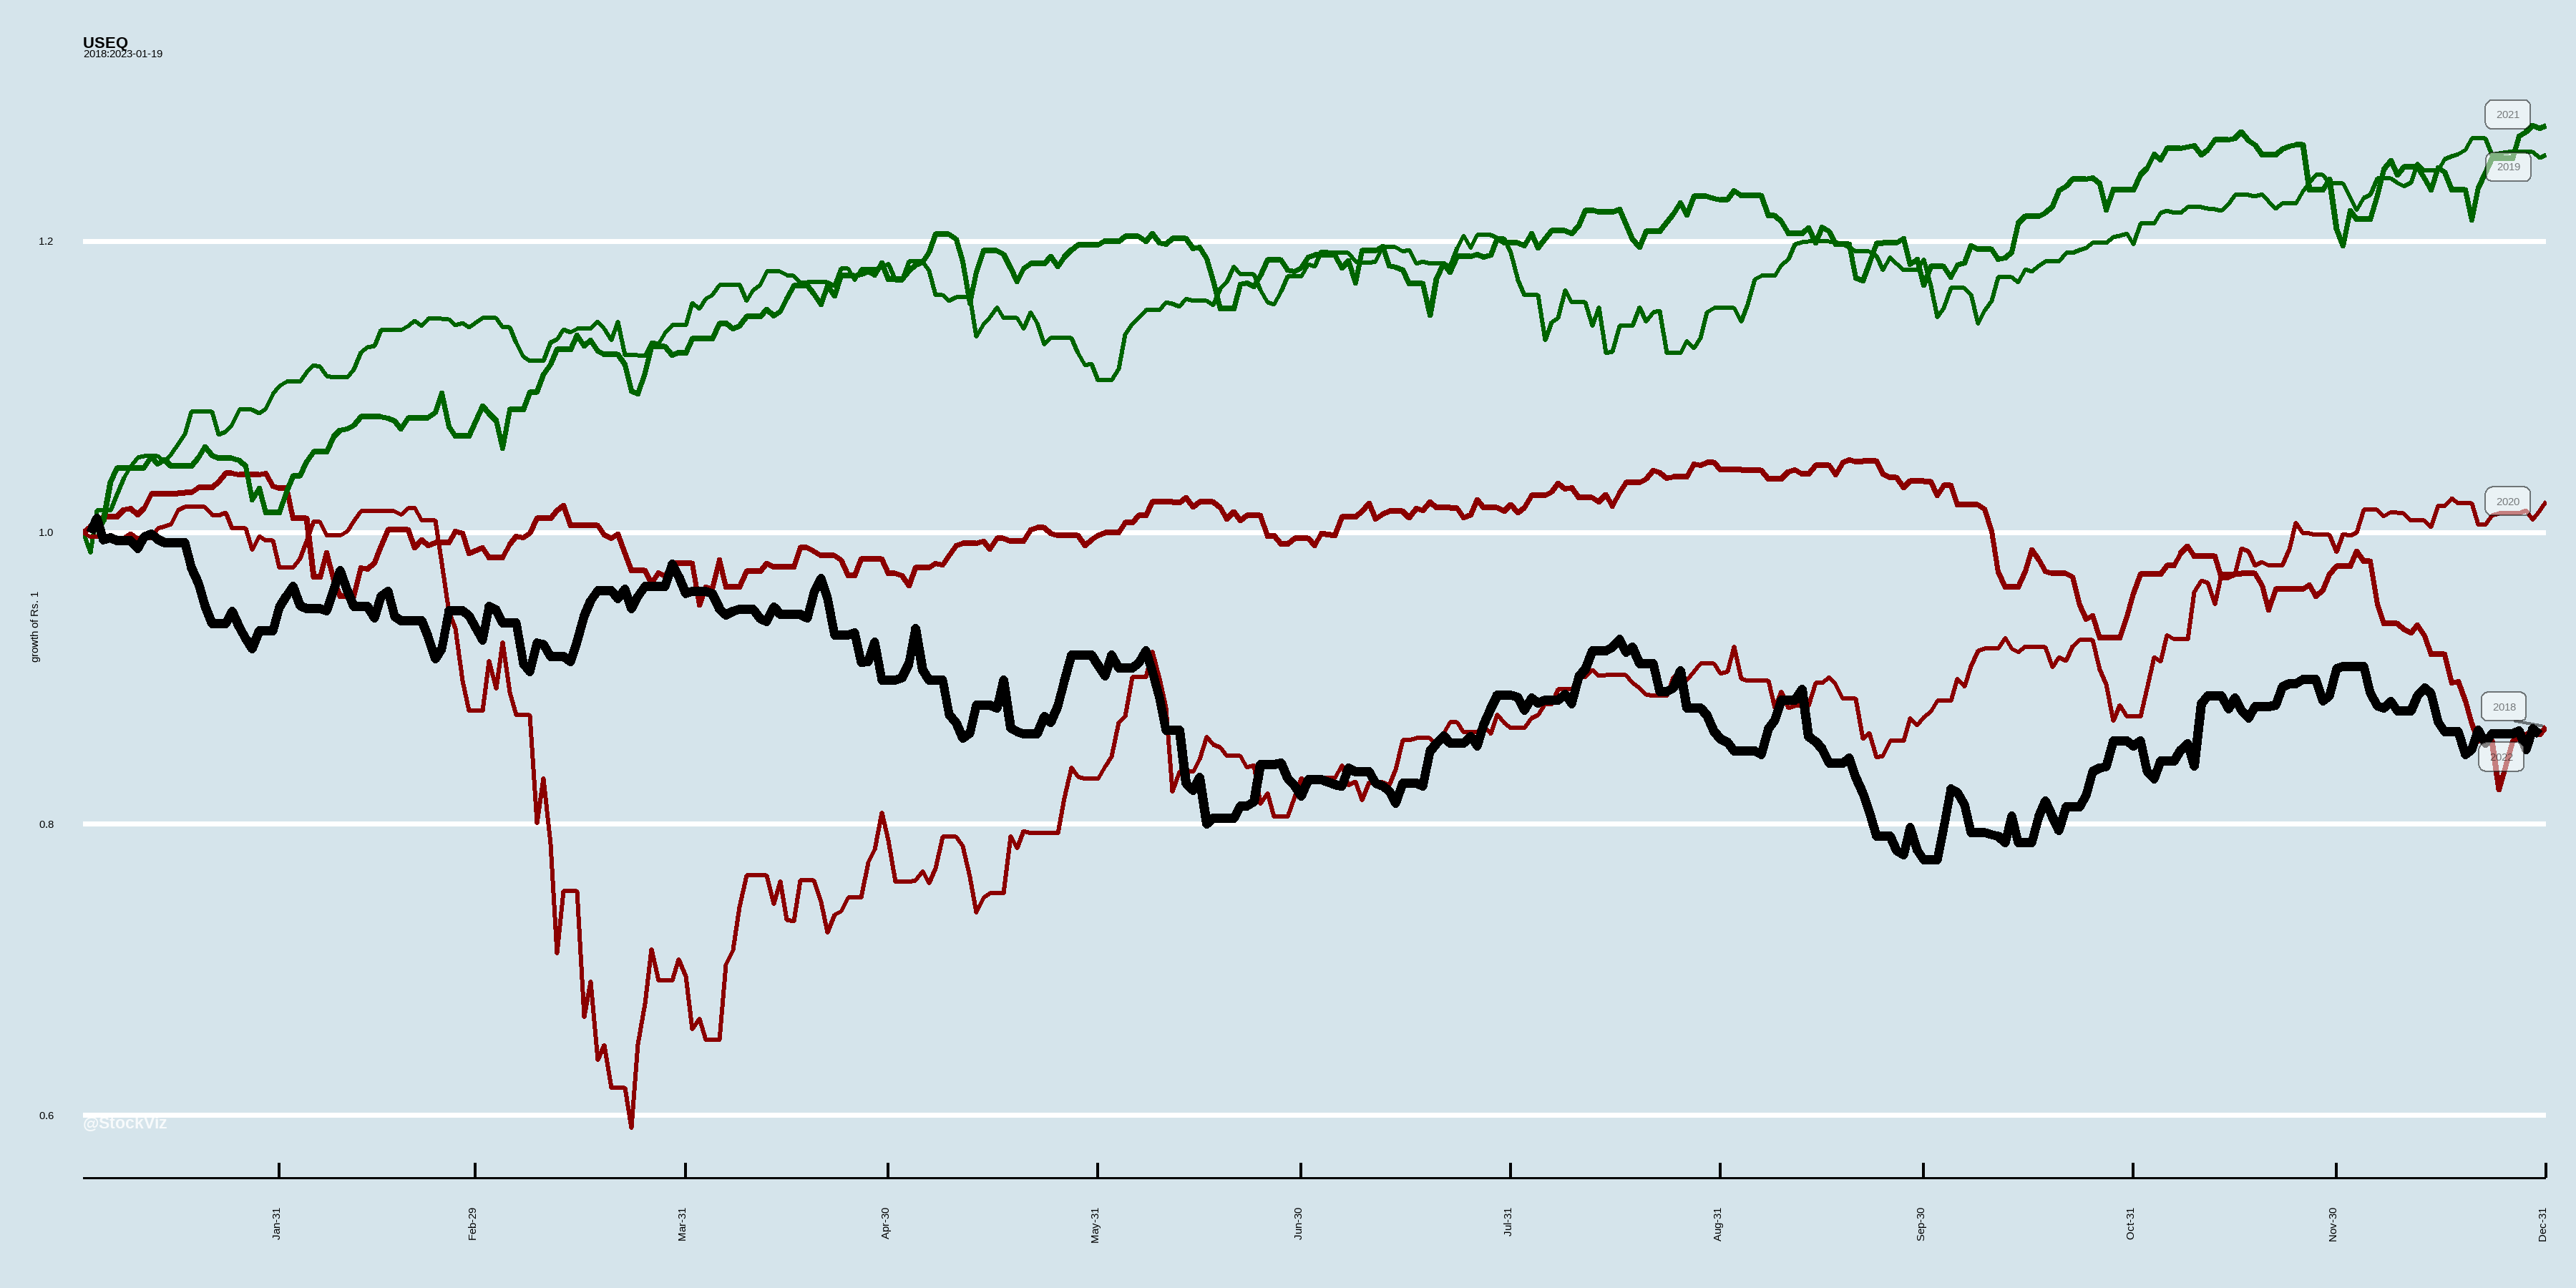 USEQ
2018:2023-01-19
2021
2019
1.2
2020
1.0
growth of Rs. 1
2018
2022
0.8
0.6
@StockViz
Jan-31
Feb-29
Mar-31
Apr-30
May-31
Jun-30
Jul-31
Aug-31
Sep-30
Oct-31
Nov-30
Dec-31